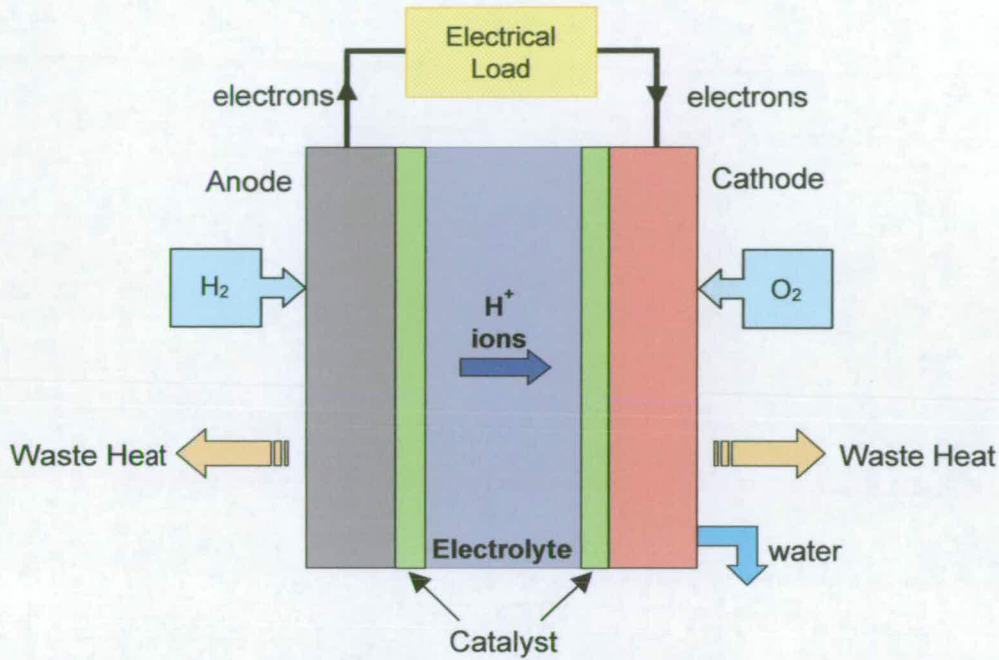 Electrical
Load
electrons
electrons
Anode
Cathode
H₂
O₂
H⁺
ions
Waste Heat
Waste Heat
Electrolyte
water
Catalyst